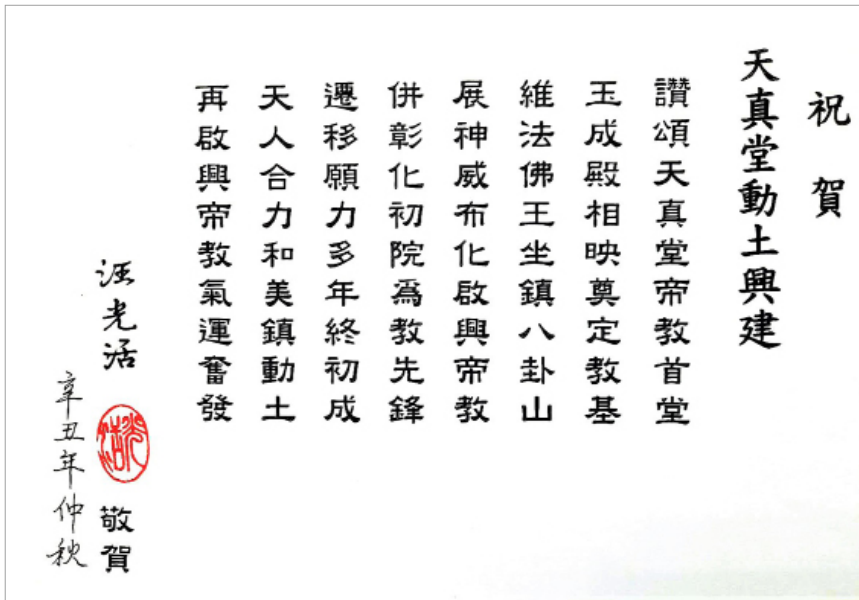 祝賀
天真堂動土興建
讚頌天真堂帝教首堂
玉成殿相映奠定教基
維法佛王坐鎮八卦山
展神威布化啟興帝教
併彰化初院為教先鋒
遷移願力多年終初成
天人合力和美鎮動土
再啟興帝教氣運奮發
汪光活
敬賀
辛丑年仲秋